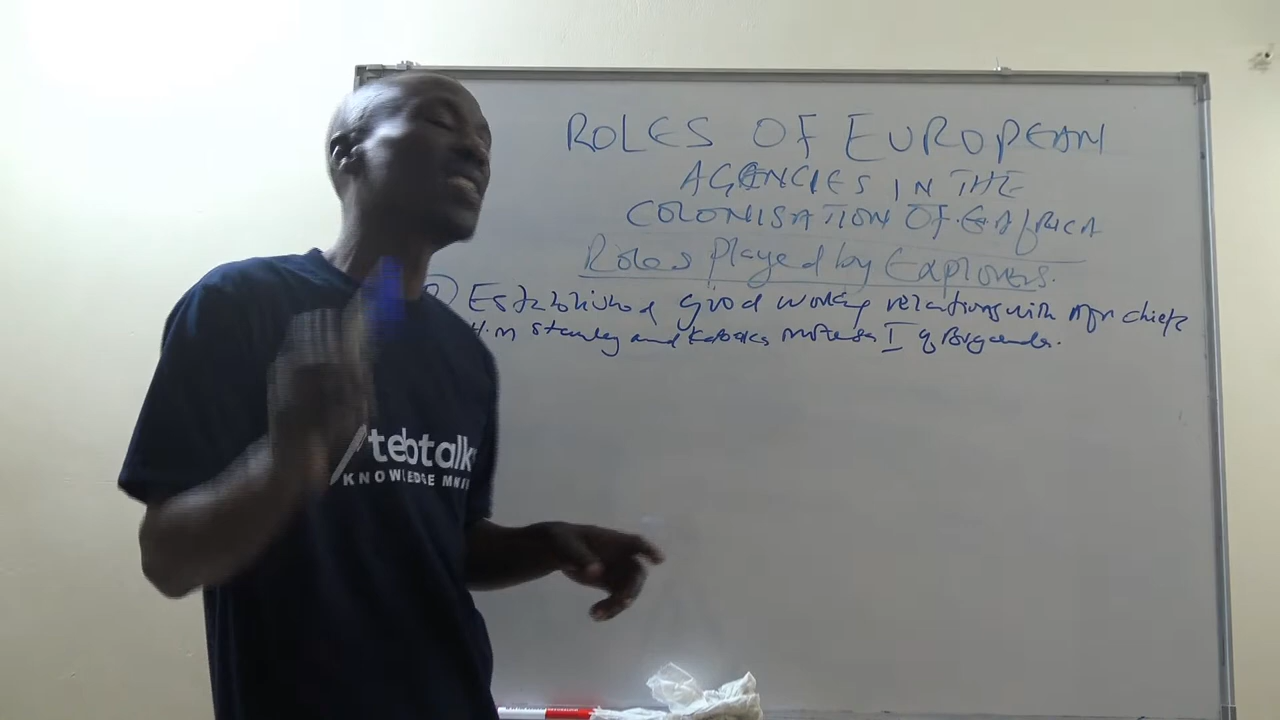 ROLES OF EUROPEAN
AGENCIES IN THE
COLONISATION OF E. AfRICA
Roles Played by Explorers.
Established good working relations with Afn chiefs
H.M Stanley and Kabaka Mutesa I of Buganda.
tebtalk
KNOWLEDGE